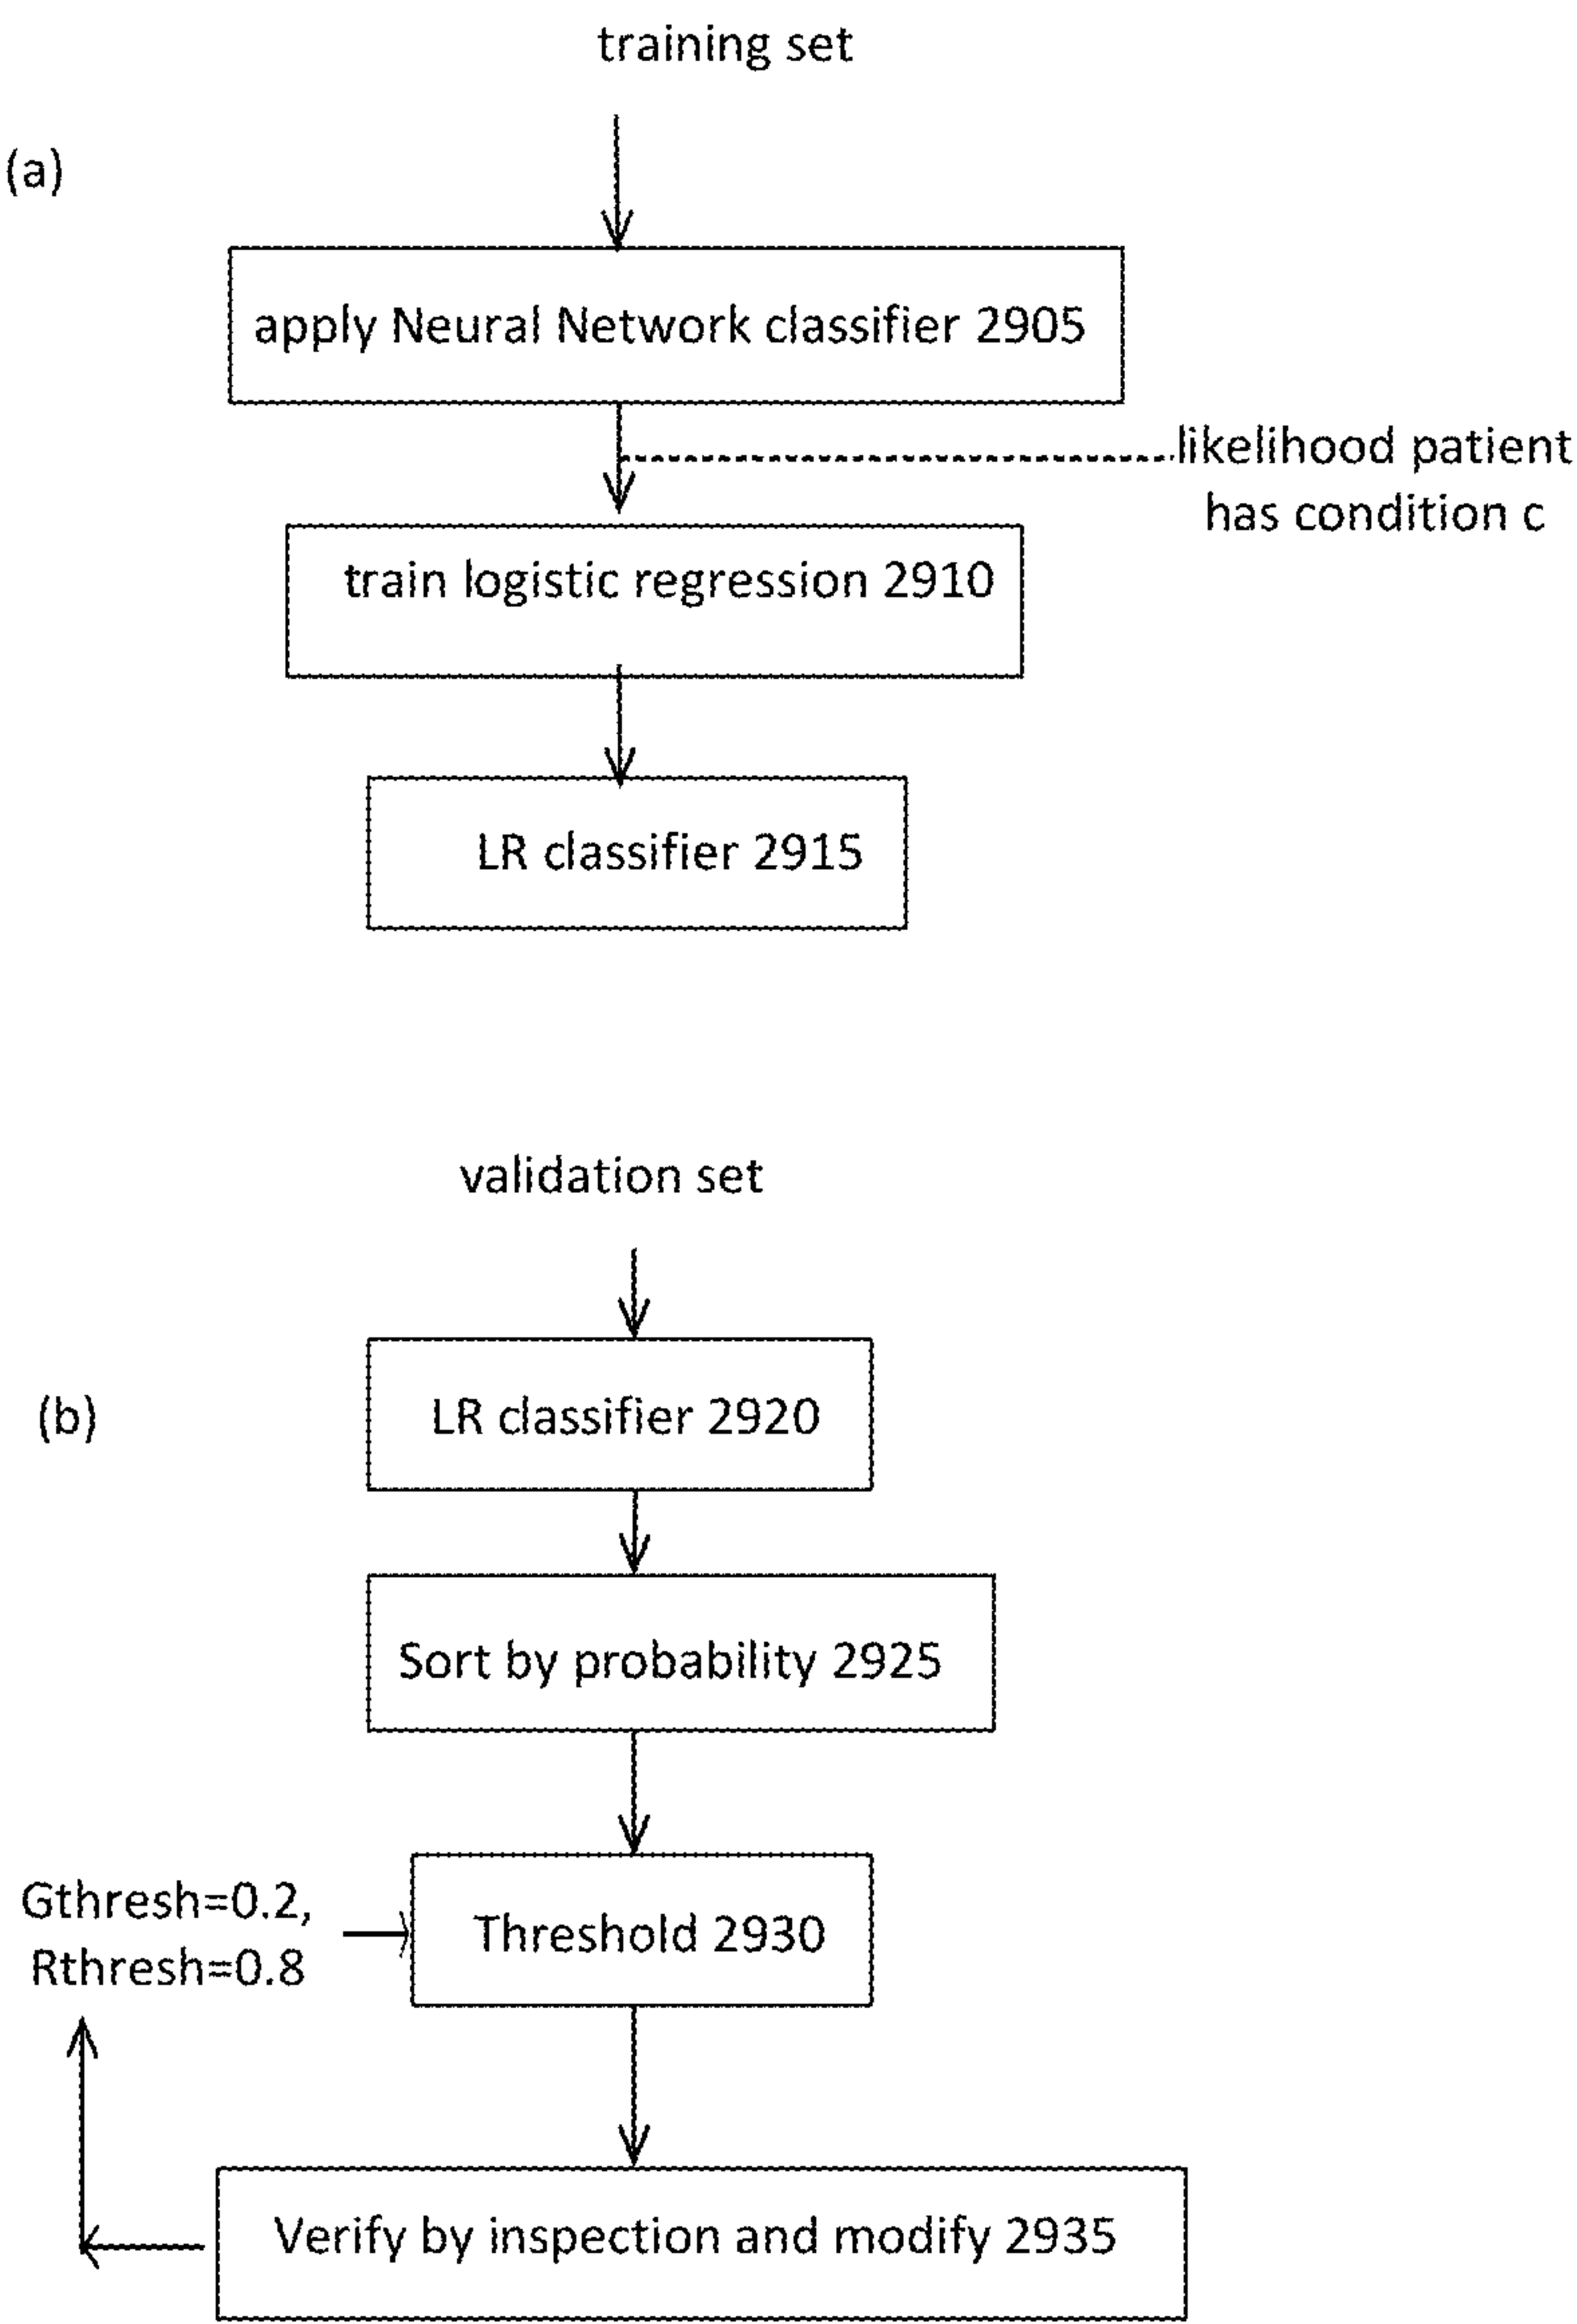 training set
(a)
apply Neural Network classifier 2905
likelihood patient
has condition c
train logistic regression 2910
LR classifier 2915
validation set
(b)
LR classifier 2920
Sort by probability 2925
Gthresh=0.2,
Rthresh=0.8
Threshold 2930
Verify by inspection and modify 2935